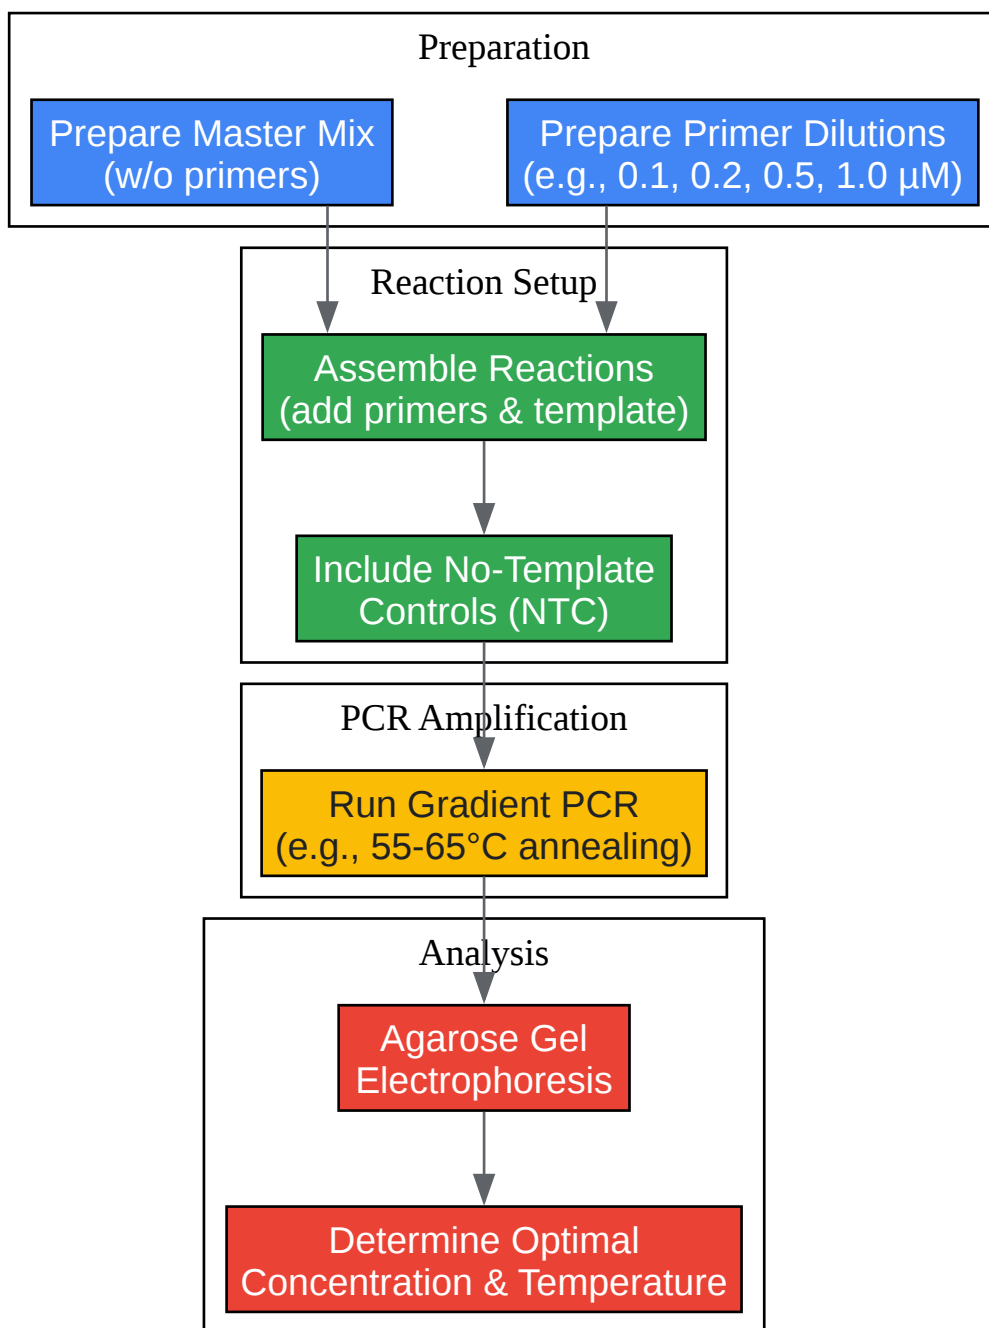 Preparation
Prepare Master Mix
(w/o primers)
Prepare Primer Dilutions
(e.g., 0.1, 0.2, 0.5, 1.0 µM)
Reaction Setup
Assemble Reactions
(add primers & template)
Include No-Template
Controls (NTC)
PCR Amplification
Run Gradient PCR
(e.g., 55-65°C annealing)
Analysis
Agarose Gel
Electrophoresis
Determine Optimal
Concentration & Temperature